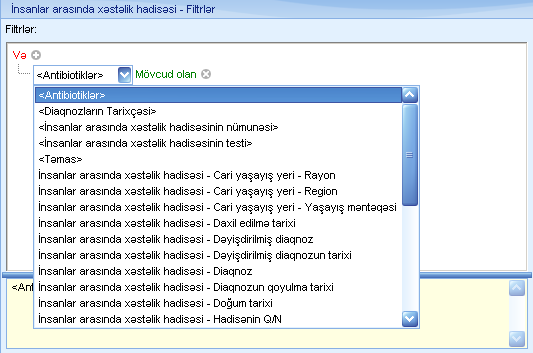 İnsanlar arasında xəstəlik hadisəsi - Filtrlər
Filtrlər:
Və
<Antibiotiklər> Mövcud olan
<Antibiotiklər>
<Diaqnozların Tarixçəsi>
<İnsanlar arasında xəstəlik hadisəsinin nümunəsi>
<İnsanlar arasında xəstəlik hadisəsinin testi>
<Təmas>
İnsanlar arasında xəstəlik hadisəsi - Cari yaşayış yeri - Rayon
İnsanlar arasında xəstəlik hadisəsi - Cari yaşayış yeri - Region
İnsanlar arasında xəstəlik hadisəsi - Cari yaşayış yeri - Yaşayış məntəqəsi
İnsanlar arasında xəstəlik hadisəsi - Daxil edilmə tarixi
İnsanlar arasında xəstəlik hadisəsi - Dəyişdirilmiş diaqnoz
İnsanlar arasında xəstəlik hadisəsi - Dəyişdirilmiş diaqnozun tarixi
İnsanlar arasında xəstəlik hadisəsi - Diaqnoz
İnsanlar arasında xəstəlik hadisəsi - Diaqnozun qoyulma tarixi
İnsanlar arasında xəstəlik hadisəsi - Doğum tarixi
İnsanlar arasında xəstəlik hadisəsi - Hadisənin Q/N